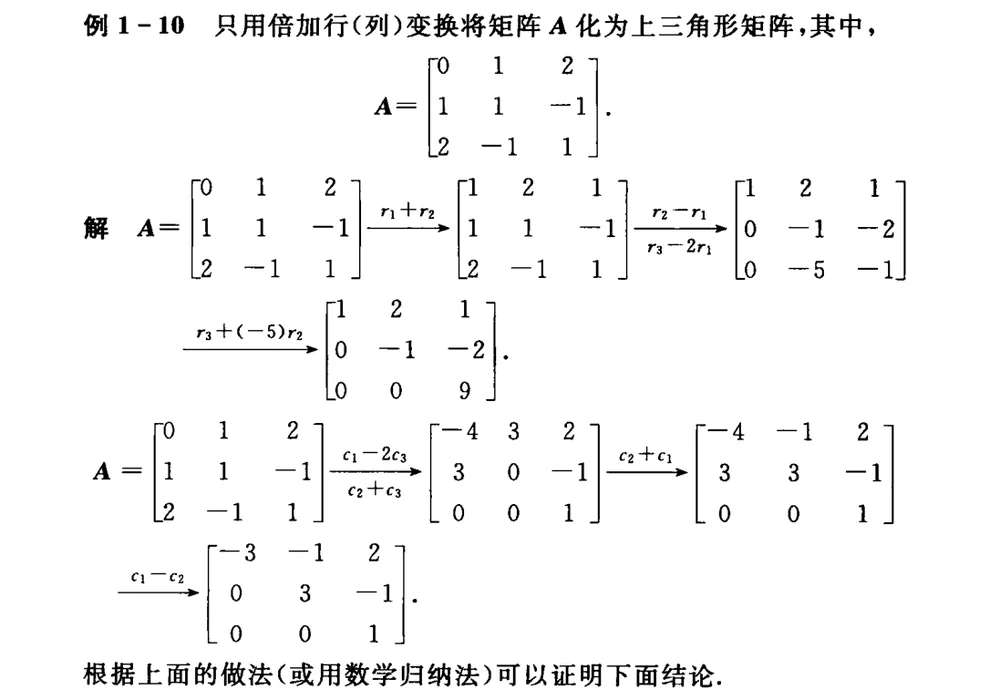 例 1-10 只用倍加行(列)变换将矩阵 A 化为上三角形矩阵,其中,
A=[0 1 2
1 1 -1
2 -1 1].
解 A=[0 1 2
1 1 -1
2 -1 1] r₁+r₂→ [1 2 1
1 1 -1
2 -1 1] r₂-r₁ r₃-2r₁→ [1 2 1
0 -1 -2
0 -5 -1]
r₃+(-5)r₂→ [1 2 1
0 -1 -2
0 0 9].
A=[0 1 2
1 1 -1
2 -1 1] c₁-2c₃ c₂+c₃→ [-4 3 2
3 0 -1
0 0 1] c₂+c₁→ [-4 -1 2
3 3 -1
0 0 1]
c₁-c₂→ [-3 -1 2
0 3 -1
0 0 1].
根据上面的做法(或用数学归纳法)可以证明下面结论.